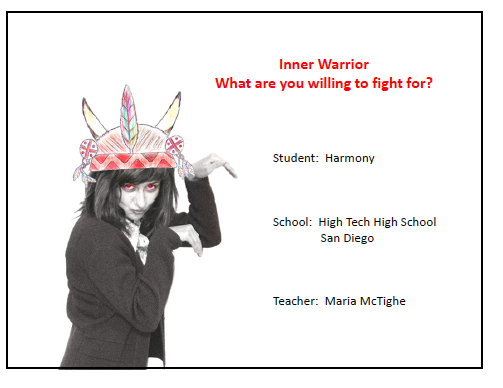 Inner Warrior
What are you willing to fight for?
Student: Harmony
School: High Tech High School
San Diego
Teacher: Maria McTighe